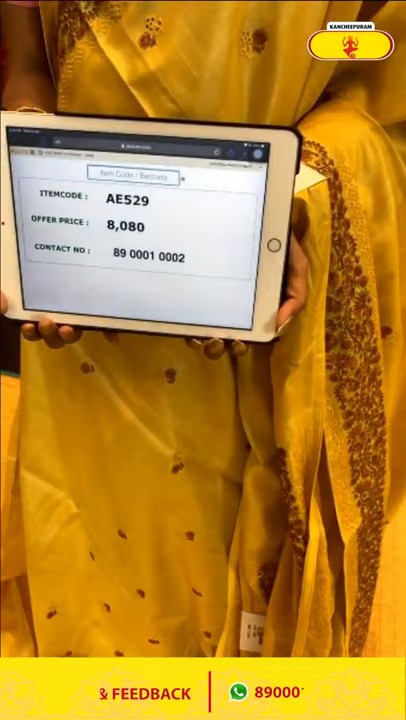 KANCHEEPURAM
Item Code / Barcode
ITEMCODE : AE529
OFFER PRICE : 8,080
CONTACT NO : 89 0001 0002
& FEEDBACK
89000